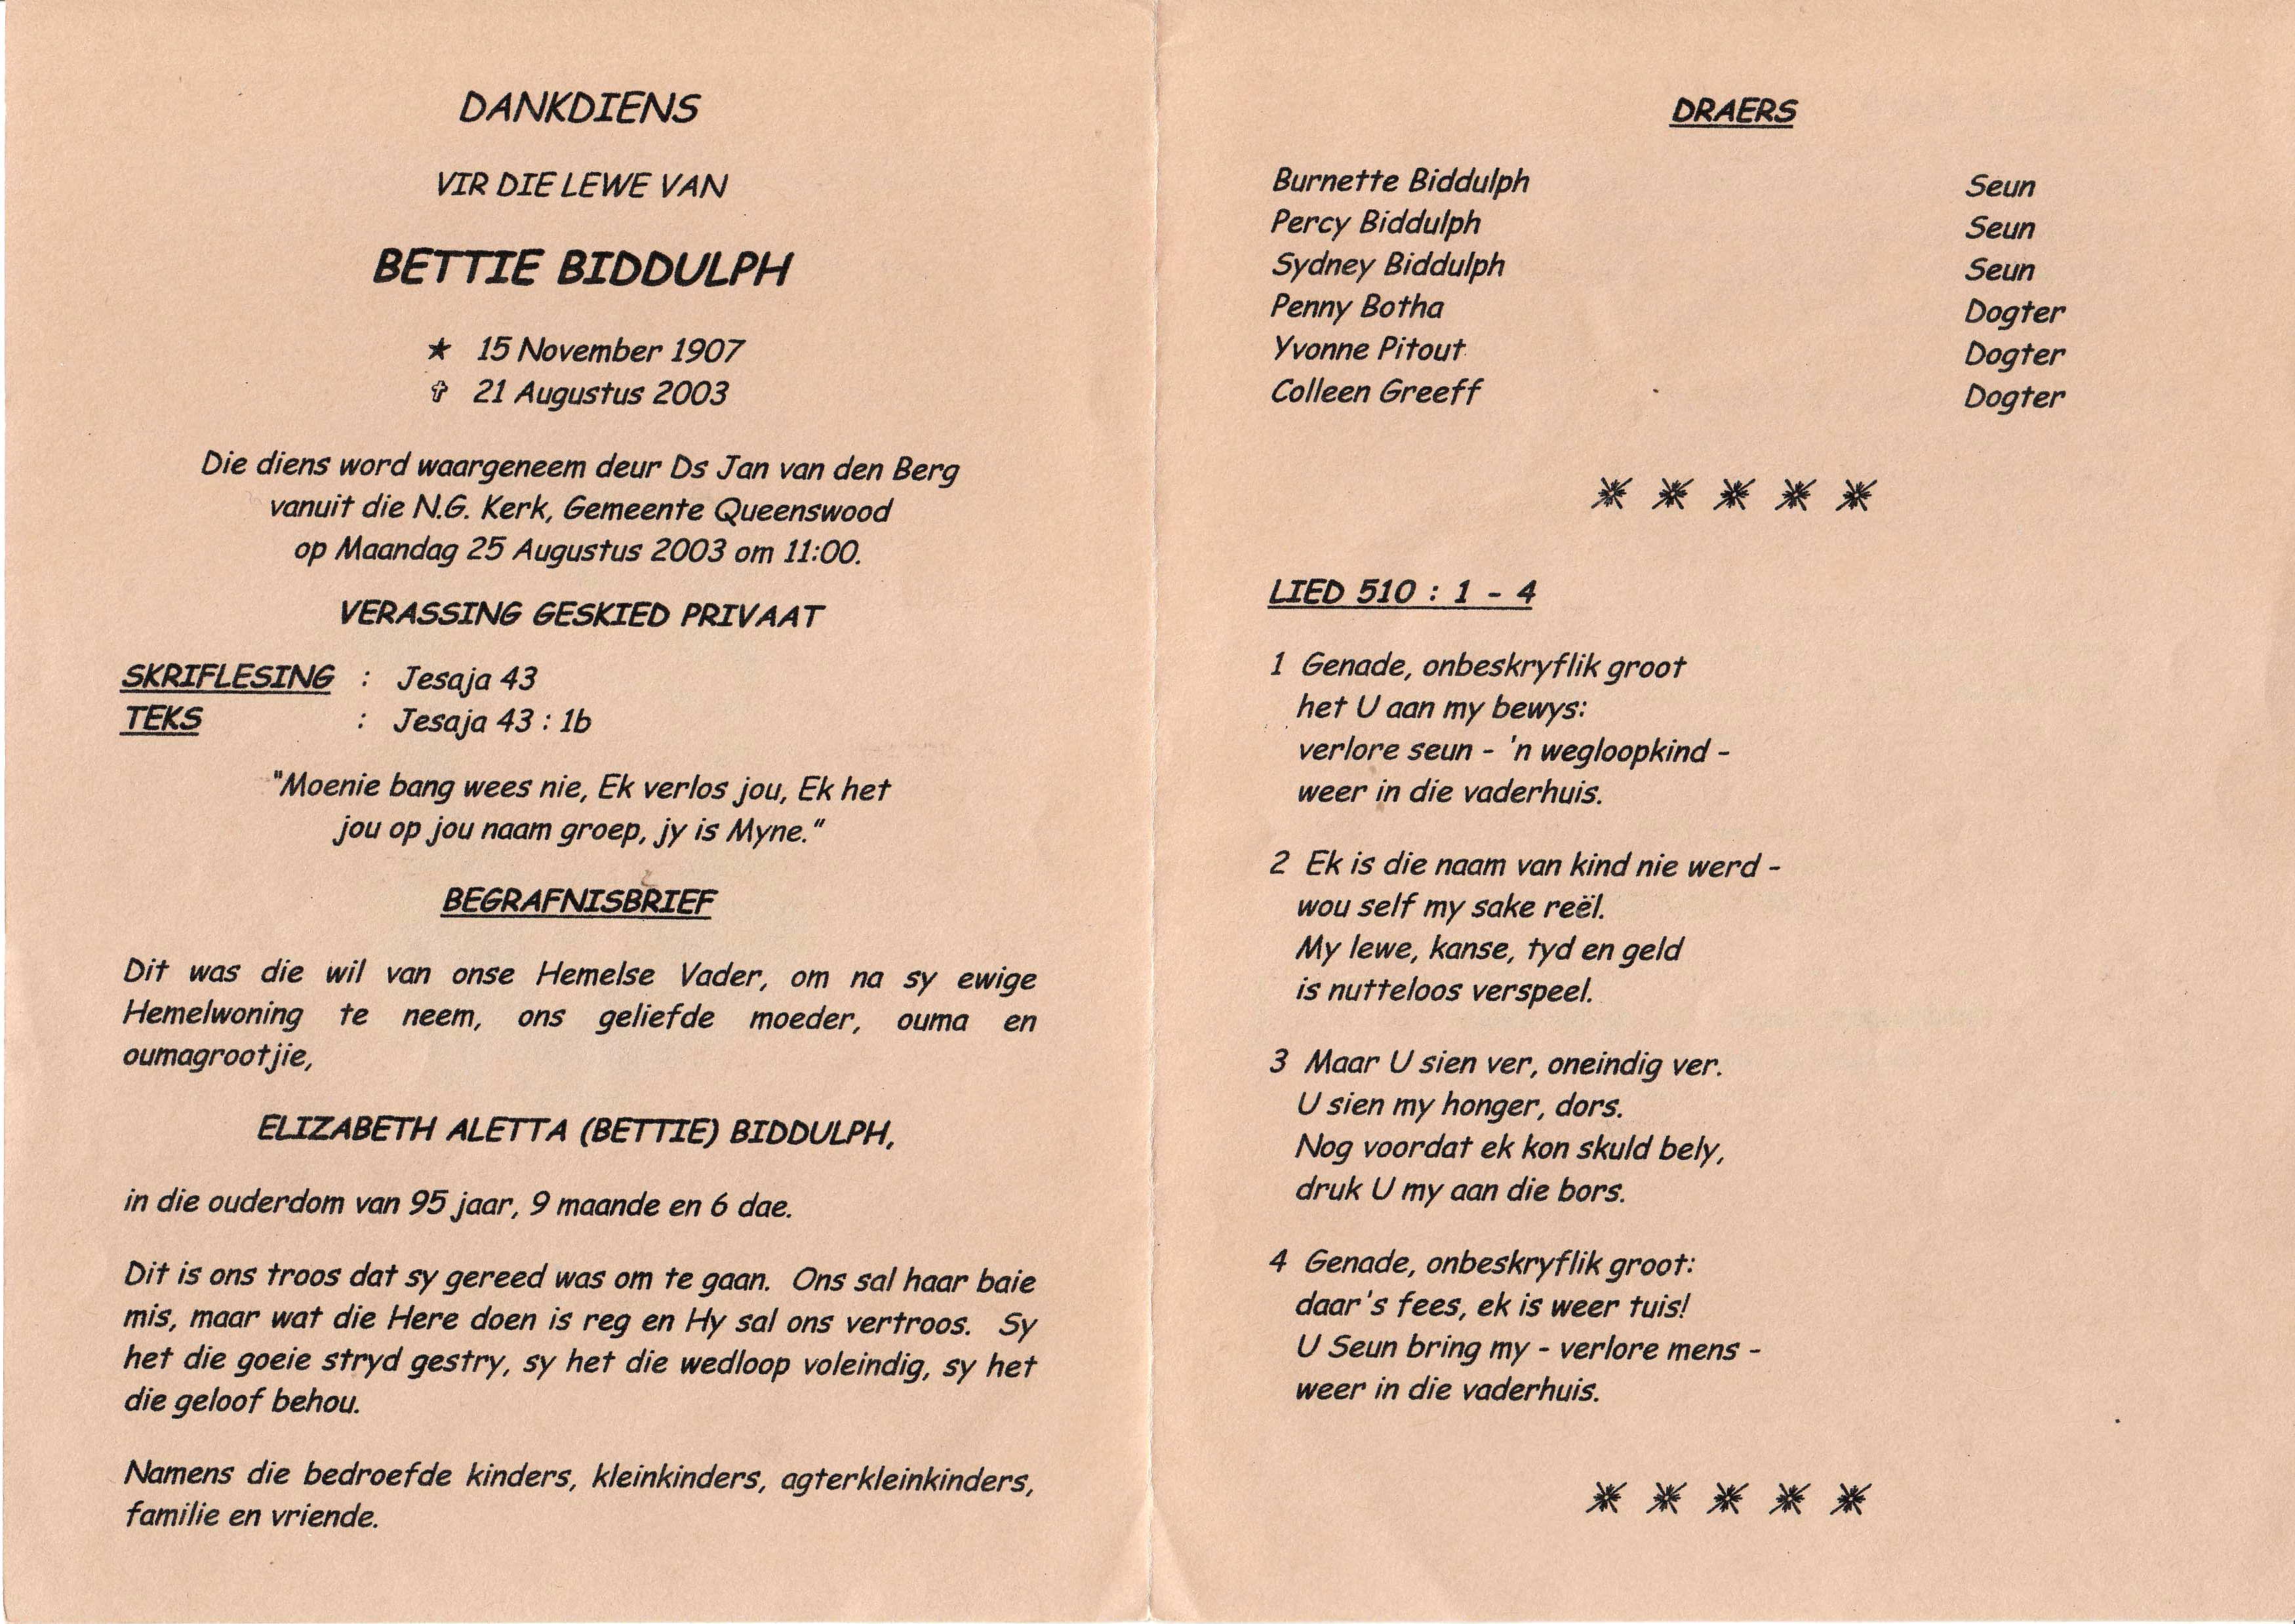 DANKDIENS
VIR DIE LEWE VAN
BETTIE BIDDULPH
★ 15 November 1907
✞ 21 Augustus 2003
Die diens word waargeneem deur Ds Jan van den Berg
vanuit die N.G. Kerk, Gemeente Queenswood
op Maandag 25 Augustus 2003 om 11:00.
VERASSING GESKIED PRIVAAT
SKRIFLESING : Jesaja 43
TEKS : Jesaja 43 : 1b
"Moenie bang wees nie, Ek verlos jou, Ek het
jou op jou naam groep, jy is Myne."
BEGRAFNISBRIEF
Dit was die wil van onse Hemelse Vader, om na sy ewige
Hemelwoning te neem, ons geliefde moeder, ouma en
oumagrootjie,
ELIZABETH ALETTA (BETTIE) BIDDULPH,
in die ouderdom van 95 jaar, 9 maande en 6 dae.
Dit is ons troos dat sy gereed was om te gaan. Ons sal haar baie
mis, maar wat die Here doen is reg en Hy sal ons vertroos. Sy
het die goeie stryd gestry, sy het die wedloop voleindig, sy het
die geloof behou.
Namens die bedroefde kinders, kleinkinders, agterkleinkinders,
familie en vriende.
DRAERS
Burnette Biddulph Seun
Percy Biddulph Seun
Sydney Biddulph Seun
Penny Botha Dogter
Yvonne Pitout Dogter
Colleen Greeff Dogter
LIED 510 : 1 - 4
1 Genade, onbeskryflik groot
het U aan my bewys:
verlore seun - 'n wegloopkind -
weer in die vaderhuis.
2 Ek is die naam van kind nie werd -
wou self my sake reël.
My lewe, kanse, tyd en geld
is nutteloos verspeel.
3 Maar U sien ver, oneindig ver.
U sien my honger, dors.
Nog voordat ek kon skuld bely,
druk U my aan die bors.
4 Genade, onbeskryflik groot:
daar's fees, ek is weer tuis!
U Seun bring my - verlore mens -
weer in die vaderhuis.